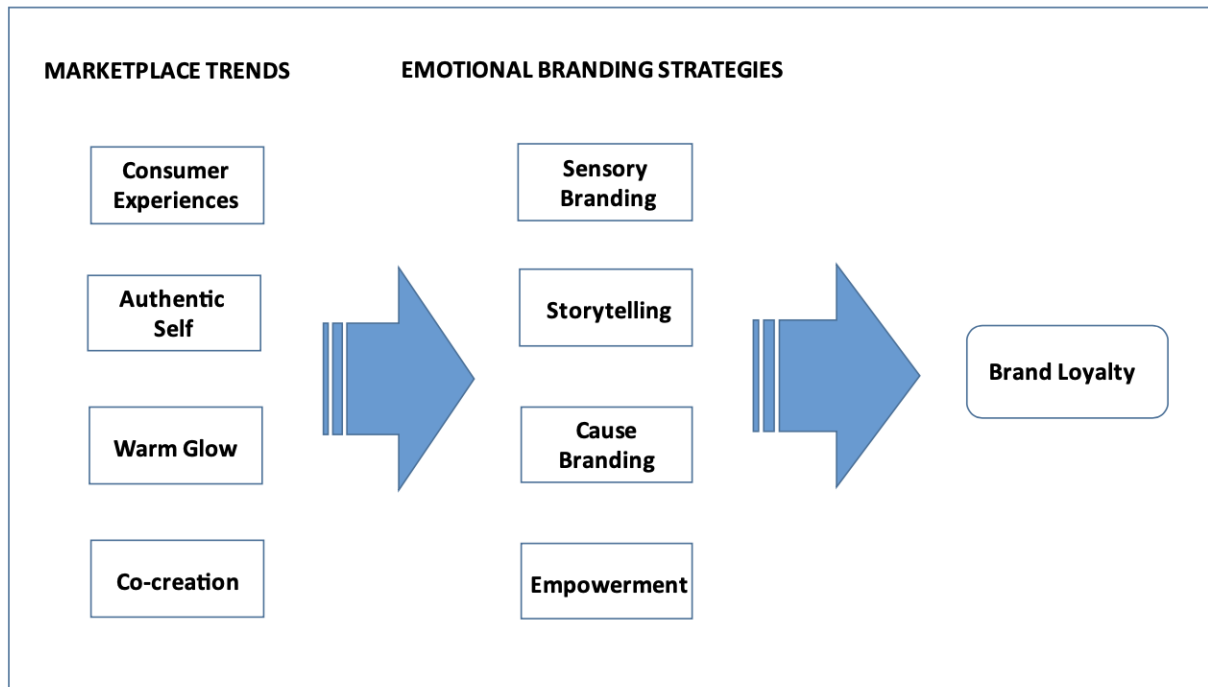 MARKETPLACE TRENDS
EMOTIONAL BRANDING STRATEGIES
Consumer
Experiences
Authentic
Self
Warm Glow
Co-creation
Sensory
Branding
Storytelling
Cause
Branding
Empowerment
Brand Loyalty